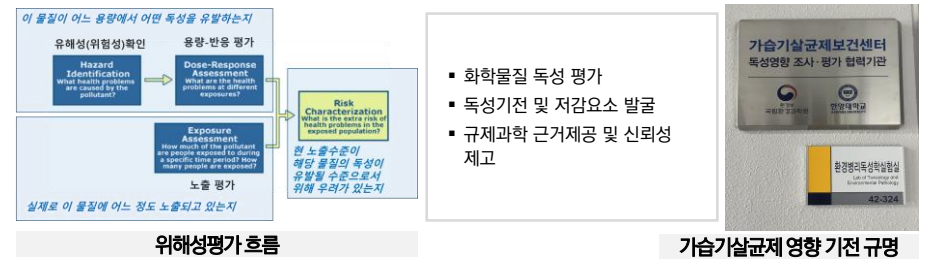 이 물질이 어느 용량에서 어떤 독성을 유발하는지
유해성(위험성)확인
용량-반응 평가
Hazard
Identification
What health problems
are caused by the
pollutant?
Dose-Response
Assessment
What are the health
problems at different
exposures?
Risk
Characterization
What is the extra risk of
health problems in the
exposed population?
Exposure
Assessment
How much of the pollutant
are people exposed to during
a specific time period? How
many people are exposed?
노출 평가
현 노출수준이
해당 물질의 독성이
유발될 수준으로서
위해 우려가 있는지
실제로 이 물질에 어느 정도 노출되고 있는지
위해성평가 흐름
▪ 화학물질 독성 평가
▪ 독성기전 및 저감요소 발굴
▪ 규제과학 근거제공 및 신뢰성
제고
가습기살균제보건센터
독성영향 조사·평가 협력기관
환경부
국립환경과학원
한양대학교
환경병리독성학실험실
Lab of Toxicology and
Environmental Pathology
42-324
가습기살균제 영향 기전 규명